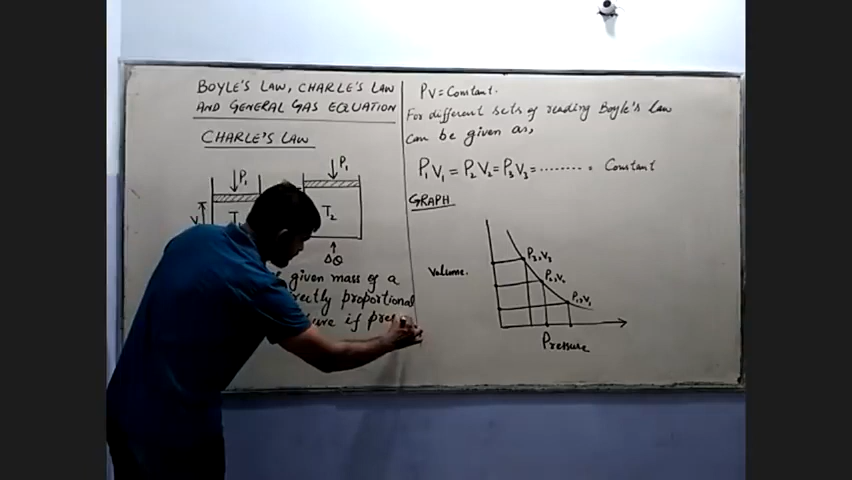 BOYLE'S LAW, CHARLE'S LAW
AND GENERAL GAS EQUATION
CHARLE'S LAW
P₁
P₁
V
T
T₂
ΔQ
given mass of a
rectly proportional
ure if pres
PV = Constant.
For different sets of reading Boyle's Law
can be given as,
P₁V₁ = P₂V₂ = P₃V₃ = ........ = Constant
GRAPH
Volume.
P₃,V₃
P₂,V₂
P₁,V₁
Pressure